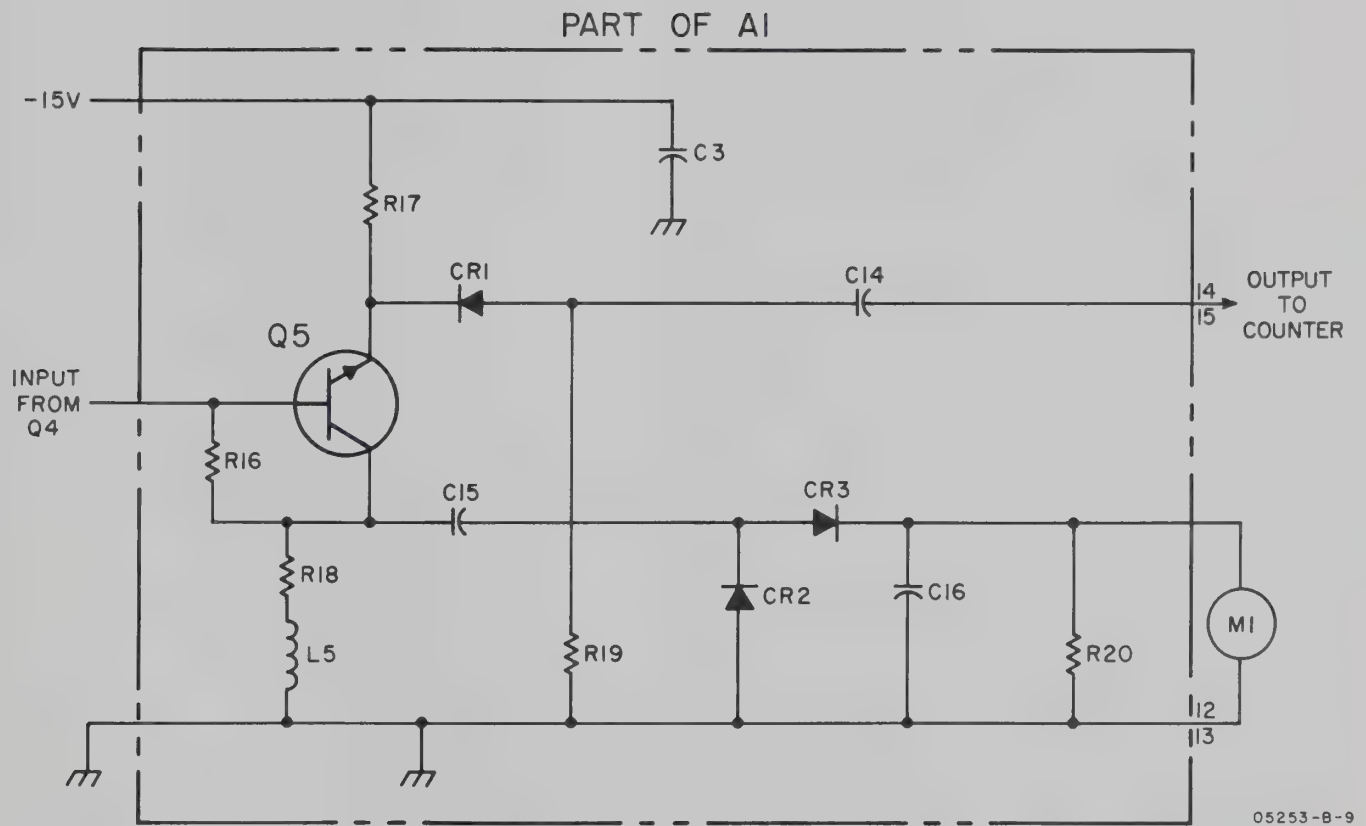 PART OF A1
-15V
C3
R17
CR1
C14
14
15
OUTPUT
TO
COUNTER
Q5
INPUT
FROM
Q4
R16
C15
CR3
R18
CR2
C16
M1
L5
R19
R20
12
13
05253-B-9